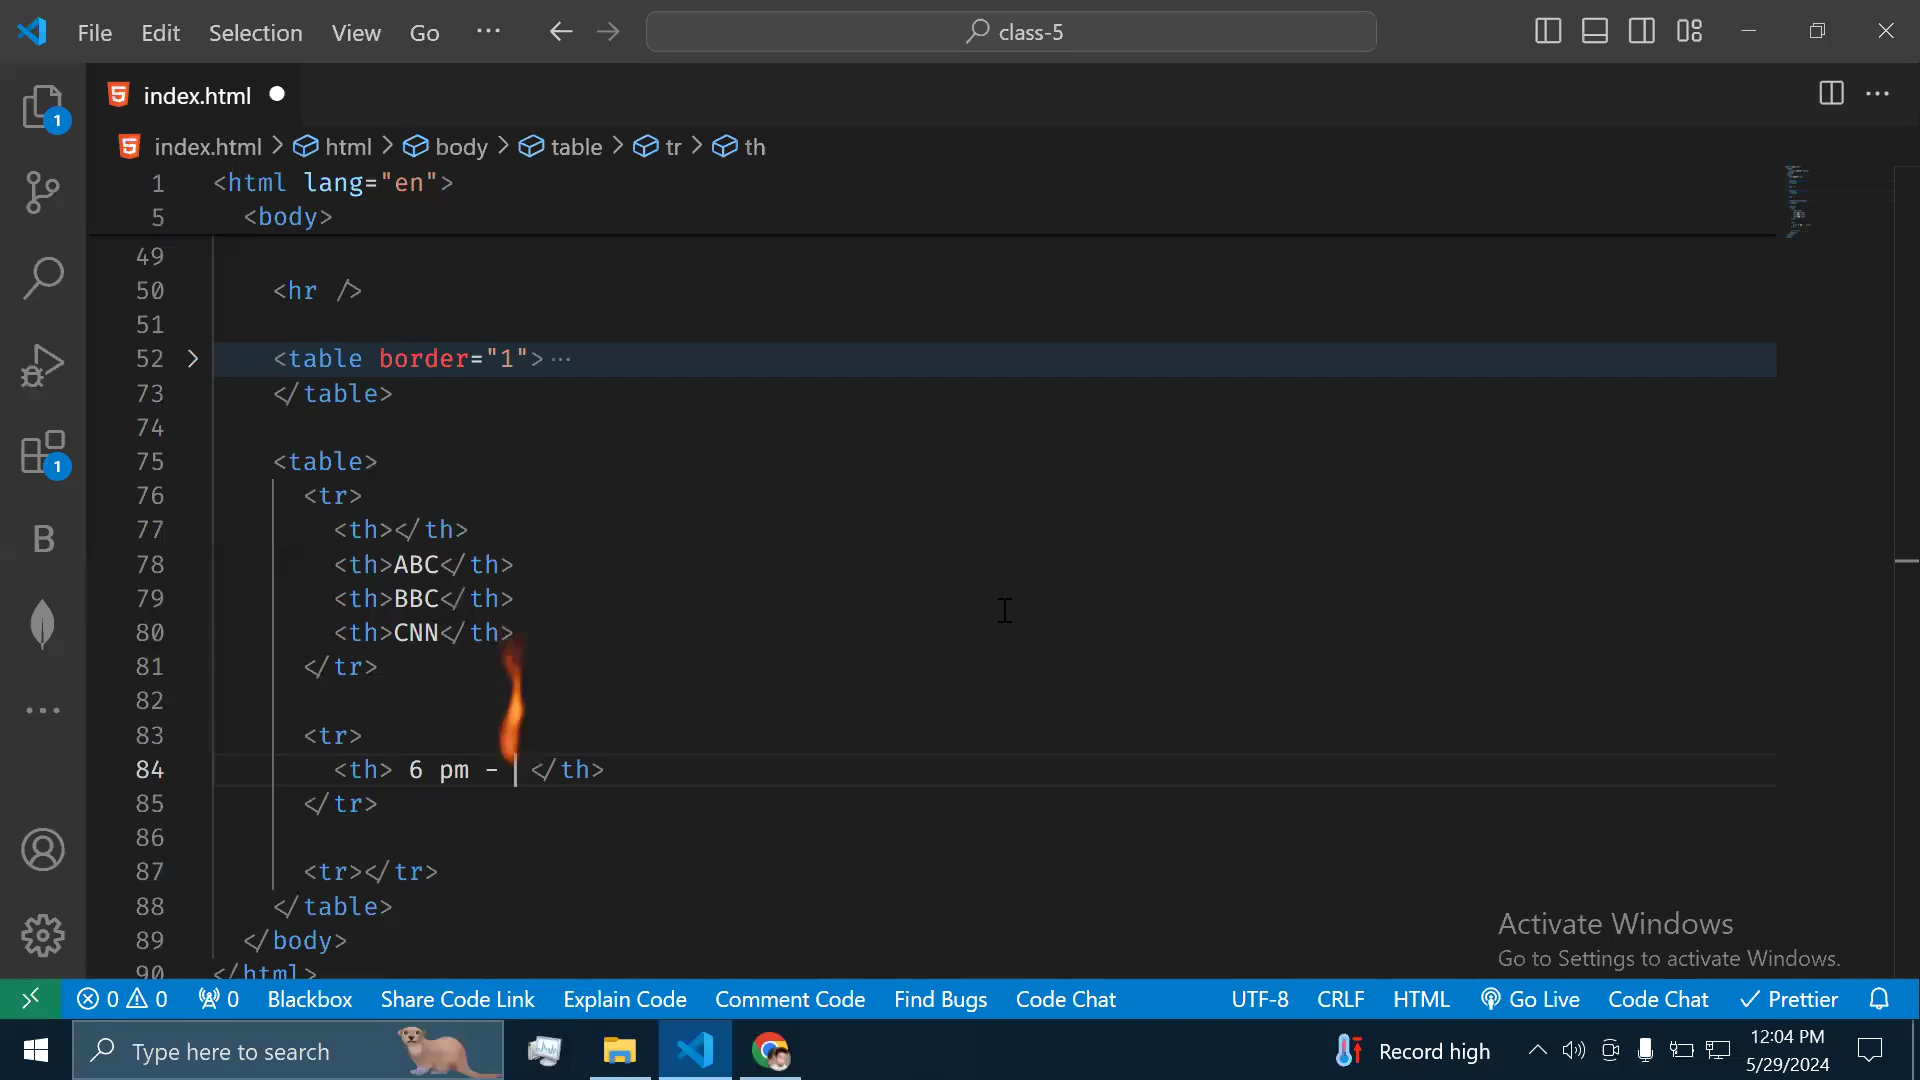 File Edit Selection View Go ··· class-5
index.html
index.html > html > body > table > tr > th
1 <html lang="en">
5 <body>
49
50 <hr />
51
52 <table border="1"> ···
73 </table>
74
75 <table>
76 <tr>
77 <th></th>
78 <th>ABC</th>
79 <th>BBC</th>
80 <th>CNN</th>
81 </tr>
82
83 <tr>
84 <th> 6 pm - </th>
85 </tr>
86
87 <tr></tr>
88 </table>
89 </body>
90 </html>
1
1
B
Activate Windows
Go to Settings to activate Windows.
0 0 0 Blackbox Share Code Link Explain Code Comment Code Find Bugs Code Chat UTF-8 CRLF HTML Go Live Code Chat Prettier
Type here to search Record high 12:04 PM
5/29/2024